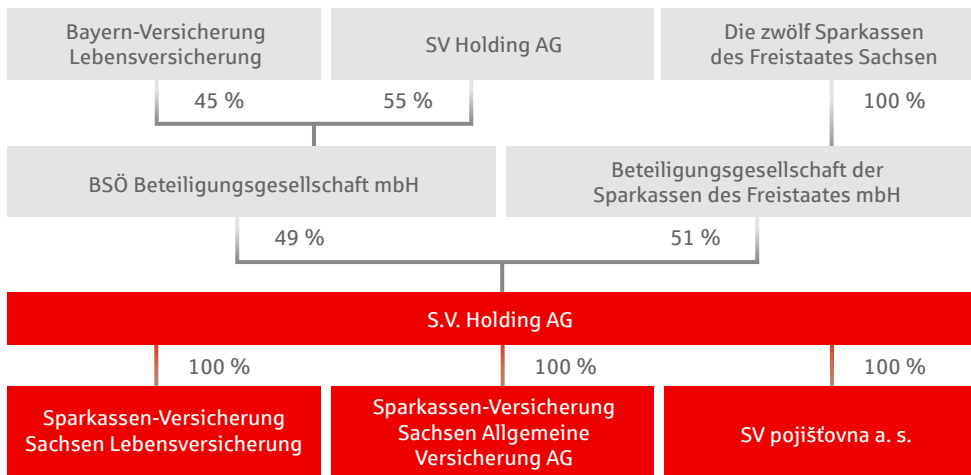 Bayern-Versicherung
Lebensversicherung
SV Holding AG
Die zwölf Sparkassen
des Freistaates Sachsen
45 %
55 %
100 %
BSÖ Beteiligungsgesellschaft mbH
Beteiligungsgesellschaft der
Sparkassen des Freistaates mbH
49 %
51 %
S.V. Holding AG
100 %
100 %
100 %
Sparkassen-Versicherung
Sachsen Lebensversicherung
Sparkassen-Versicherung
Sachsen Allgemeine
Versicherung AG
SV pojišťovna a. s.